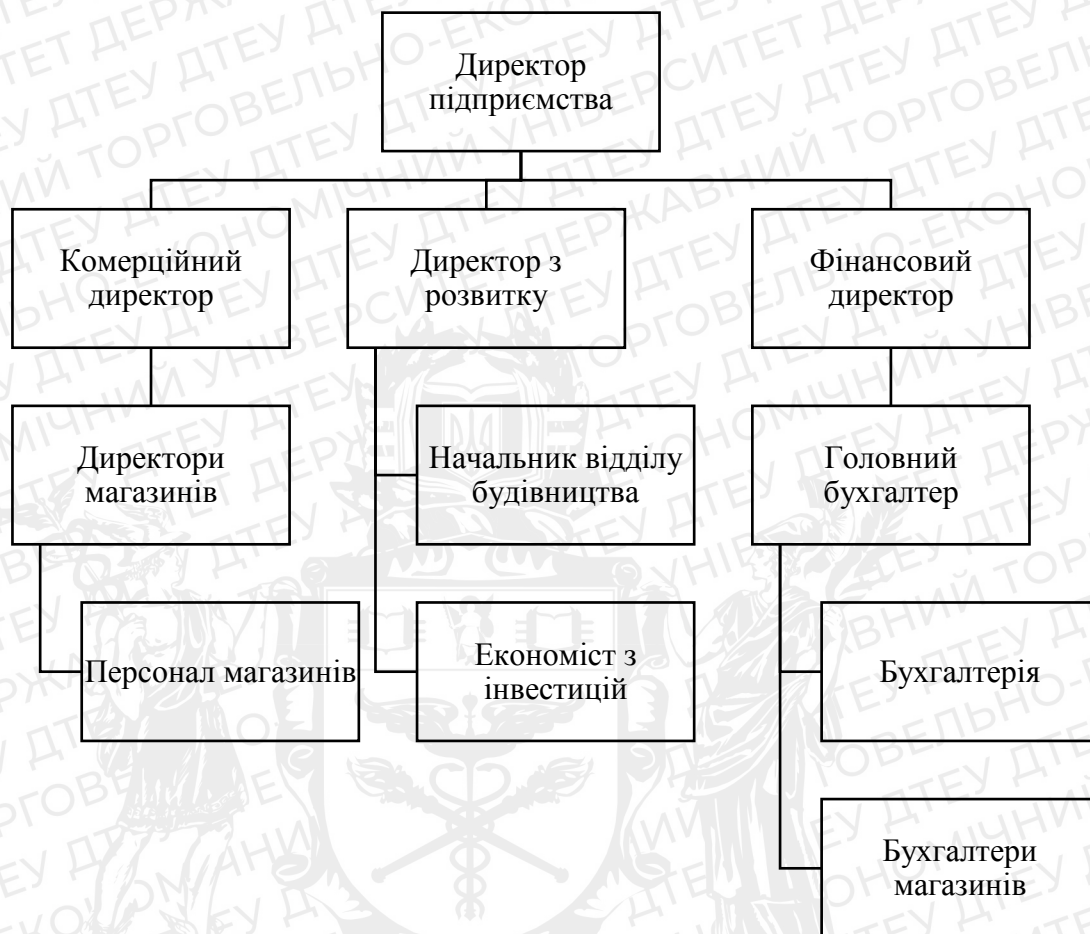 Директор
підприємства
Комерційний
директор
Директор з
розвитку
Фінансовий
директор
Директори
магазинів
Начальник відділу
будівництва
Головний
бухгалтер
Персонал магазинів
Економіст з
інвестицій
Бухгалтерія
Бухгалтери
магазинів